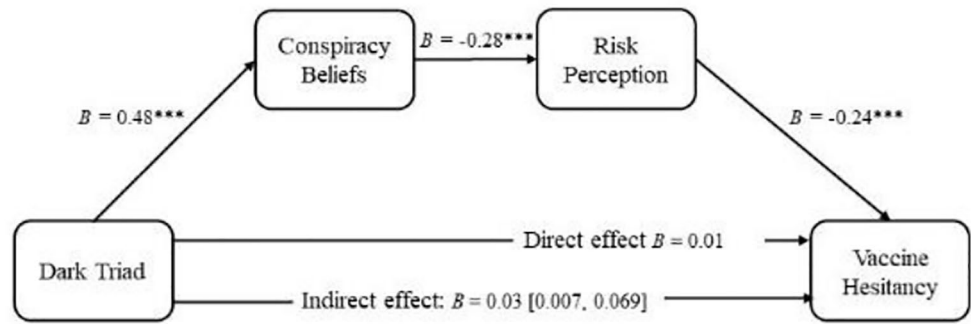 Conspiracy
Beliefs
B = -0.28***
Risk
Perception
B = 0.48***
B = -0.24***
Dark Triad
Direct effect B = 0.01
Indirect effect: B = 0.03 [0.007, 0.069]
Vaccine
Hesitancy